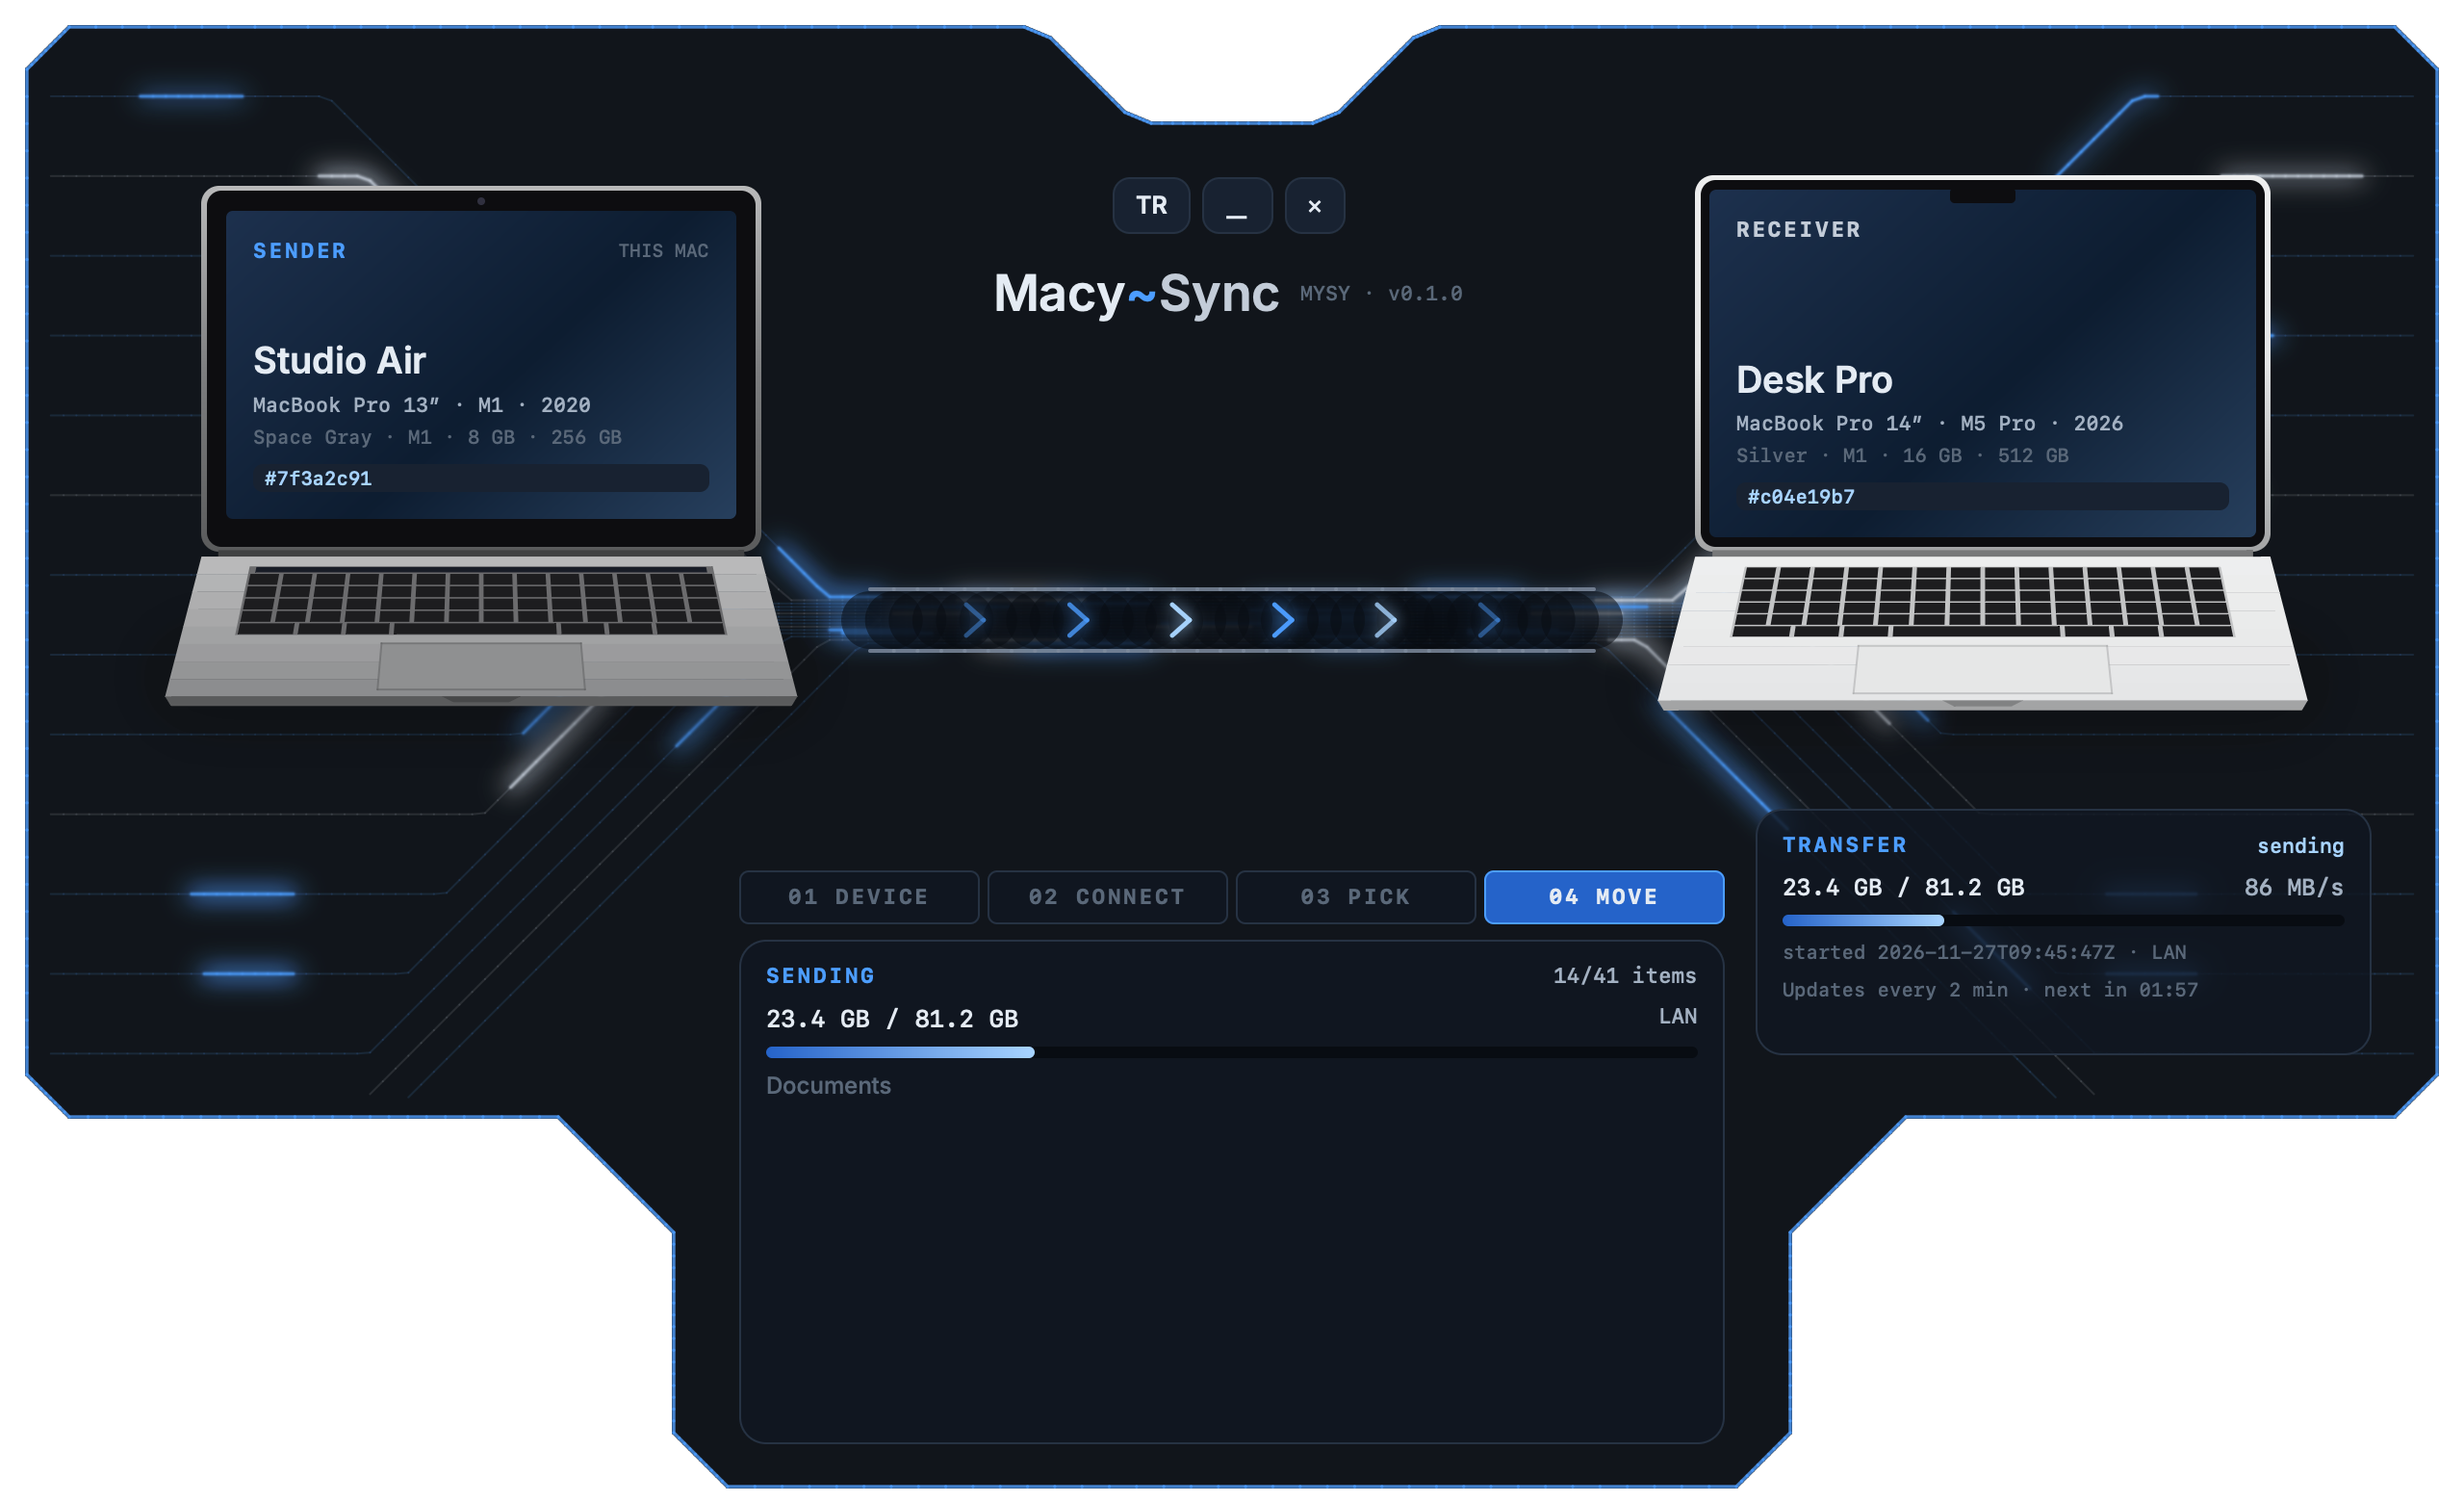 TR _ ×
Macy~Sync MYSY · v0.1.0
SENDER THIS MAC
Studio Air
MacBook Pro 13″ · M1 · 2020
Space Gray · M1 · 8 GB · 256 GB
#7f3a2c91
RECEIVER
Desk Pro
MacBook Pro 14″ · M5 Pro · 2026
Silver · M1 · 16 GB · 512 GB
#c04e19b7
01 DEVICE 02 CONNECT 03 PICK 04 MOVE
SENDING 14/41 items
23.4 GB / 81.2 GB LAN
Documents
TRANSFER sending
23.4 GB / 81.2 GB 86 MB/s
started 2026-11-27T09:45:47Z · LAN
Updates every 2 min · next in 01:57